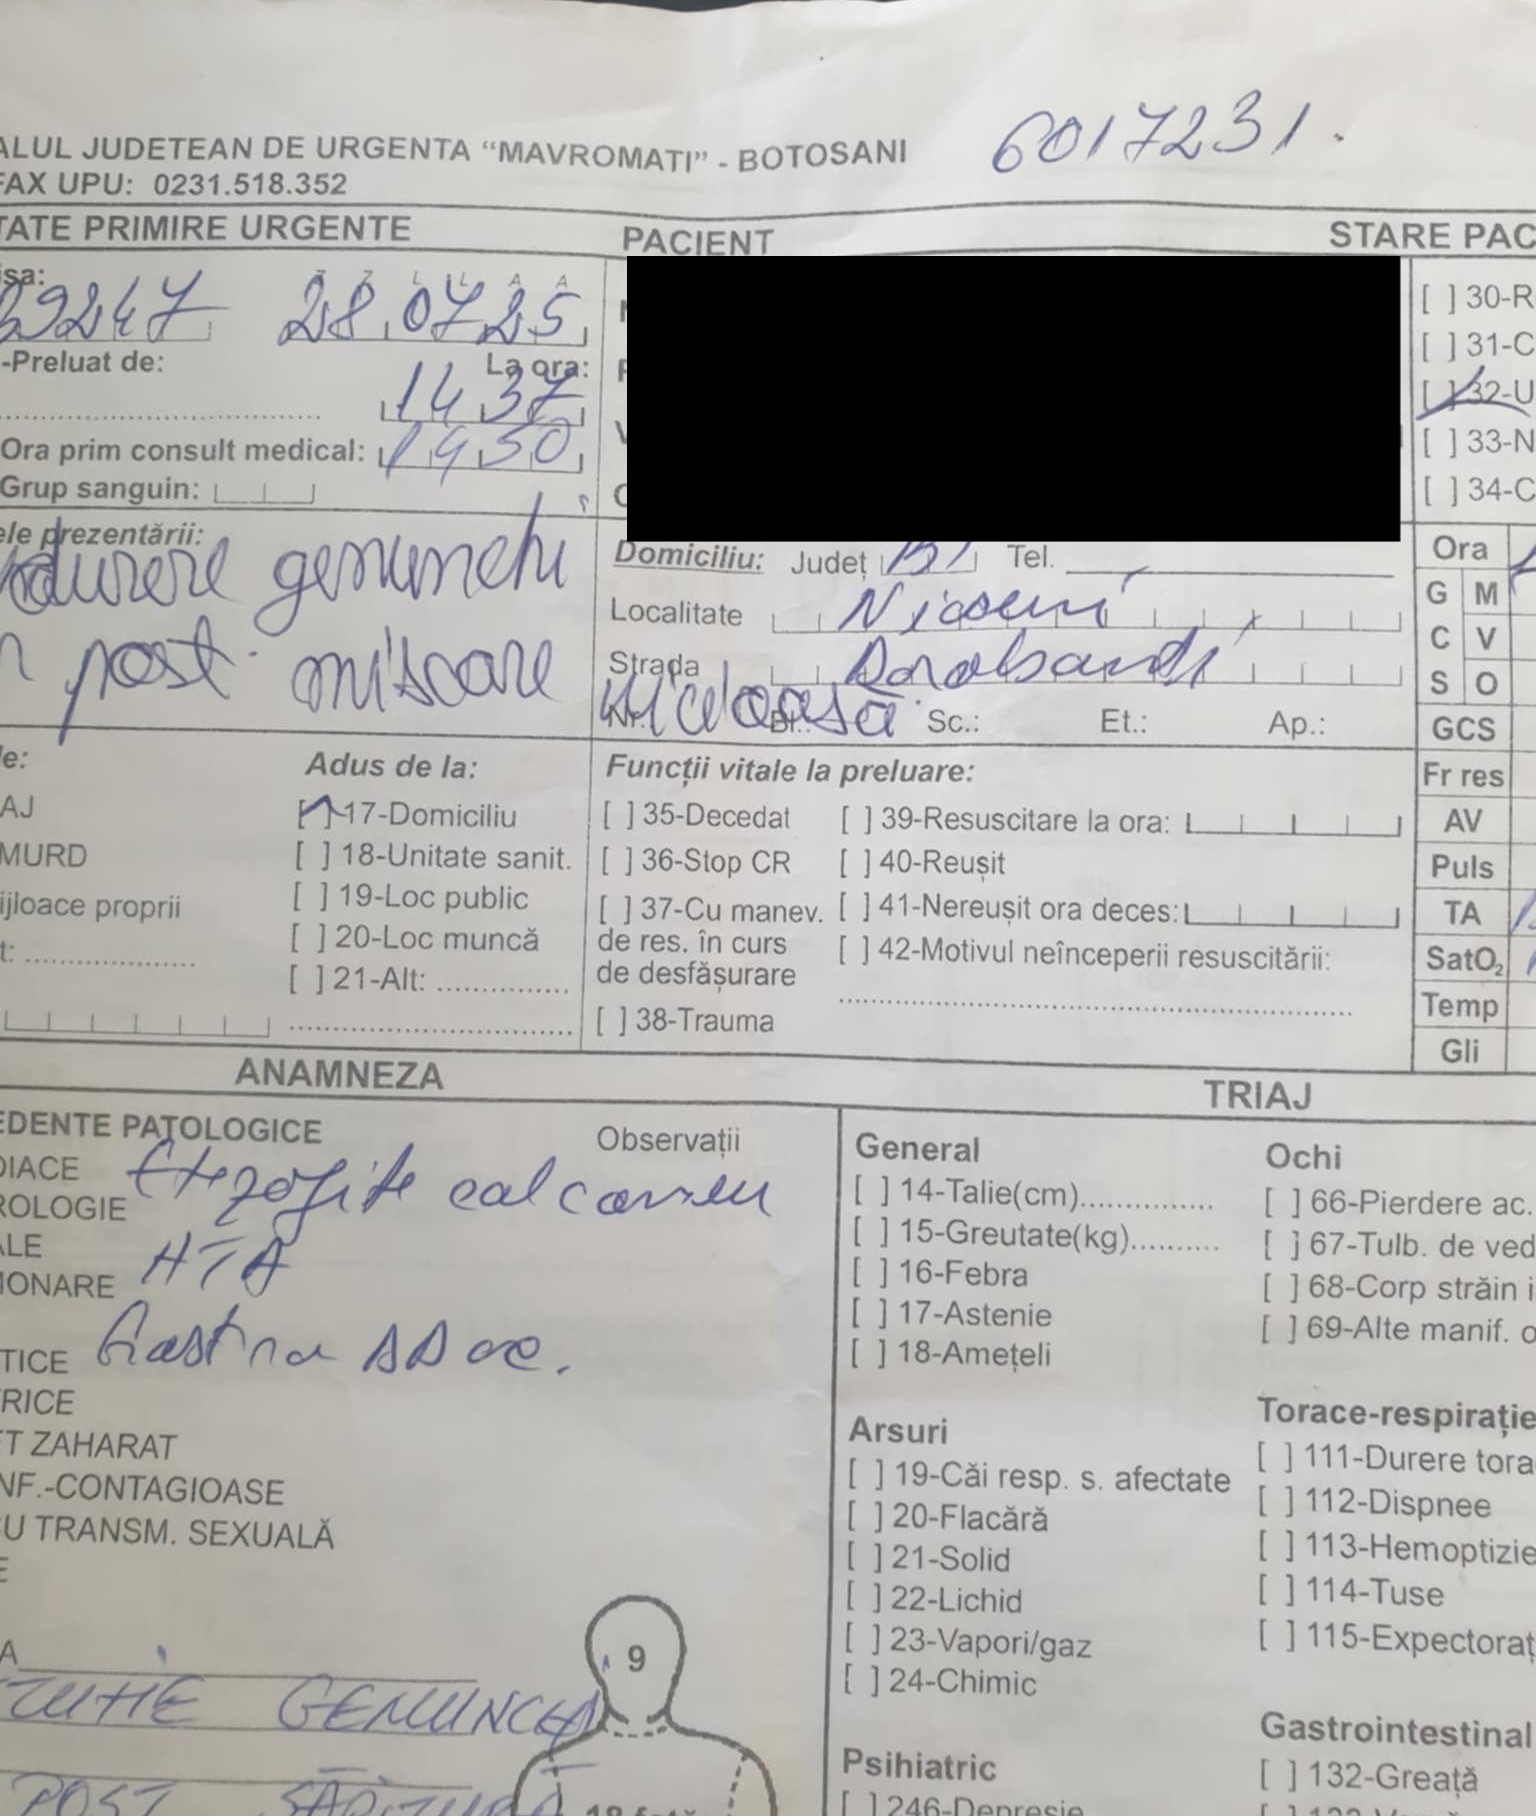 ALUL JUDETEAN DE URGENTA “MAVROMATI” - BOTOSANI
6017231.
FAX UPU: 0231.518.352
TATE PRIMIRE URGENTE
isa:
Z Z L L A A
39247 28 07 25
-Preluat de:
La ora:
14 37
Ora prim consult medical: 1950
Grup sanguin:
ele prezentării:
durere genunchi
post misoare
PACIENT
Domiciliu: Județ BT Tel.
Localitate Nicseni
Strada Dorobanti
Nr. Bl.: Sc.: Et.: Ap.:
STARE PAC
[ ] 30-R
[ ] 31-C
[ ] 32-U
[ ] 33-N
[ ] 34-C
Ora
G M
C V
S O
GCS
Fr res
AV
Puls
TA
SatO₂
Temp
Gli
e:
AJ
MURD
ijloace proprii
t: ....................
Adus de la:
[ ] 17-Domiciliu
[ ] 18-Unitate sanit.
[ ] 19-Loc public
[ ] 20-Loc muncă
[ ] 21-Alt: ...............
Funcții vitale la preluare:
[ ] 35-Decedat
[ ] 36-Stop CR
[ ] 37-Cu manev.
de res. în curs
de desfășurare
[ ] 38-Trauma
[ ] 39-Resuscitare la ora:
[ ] 40-Reușit
[ ] 41-Nereușit ora deces:
[ ] 42-Motivul neînceperii resuscitării:
ANAMNEZA
EDENTE PATOLOGICE
Observații
DIACE
ROLOGIE
ALE
IONARE
TICE
RICE
ET ZAHARAT
NF.-CONTAGIOASE
CU TRANSM. SEXUALĂ
E
calcaneu
HTA
A
GENUNCHI
POST
9
TRIAJ
General
[ ] 14-Talie(cm)...............
[ ] 15-Greutate(kg)..........
[ ] 16-Febra
[ ] 17-Astenie
[ ] 18-Amețeli
Arsuri
[ ] 19-Căi resp. s. afectate
[ ] 20-Flacără
[ ] 21-Solid
[ ] 22-Lichid
[ ] 23-Vapori/gaz
[ ] 24-Chimic
Psihiatric
[ ] 246-Depresie
Ochi
[ ] 66-Pierdere ac.
[ ] 67-Tulb. de ved
[ ] 68-Corp străin i
[ ] 69-Alte manif. o
Torace-respirație
[ ] 111-Durere tora
[ ] 112-Dispnee
[ ] 113-Hemoptizie
[ ] 114-Tuse
[ ] 115-Expectoraț
Gastrointestinal
[ ] 132-Greață